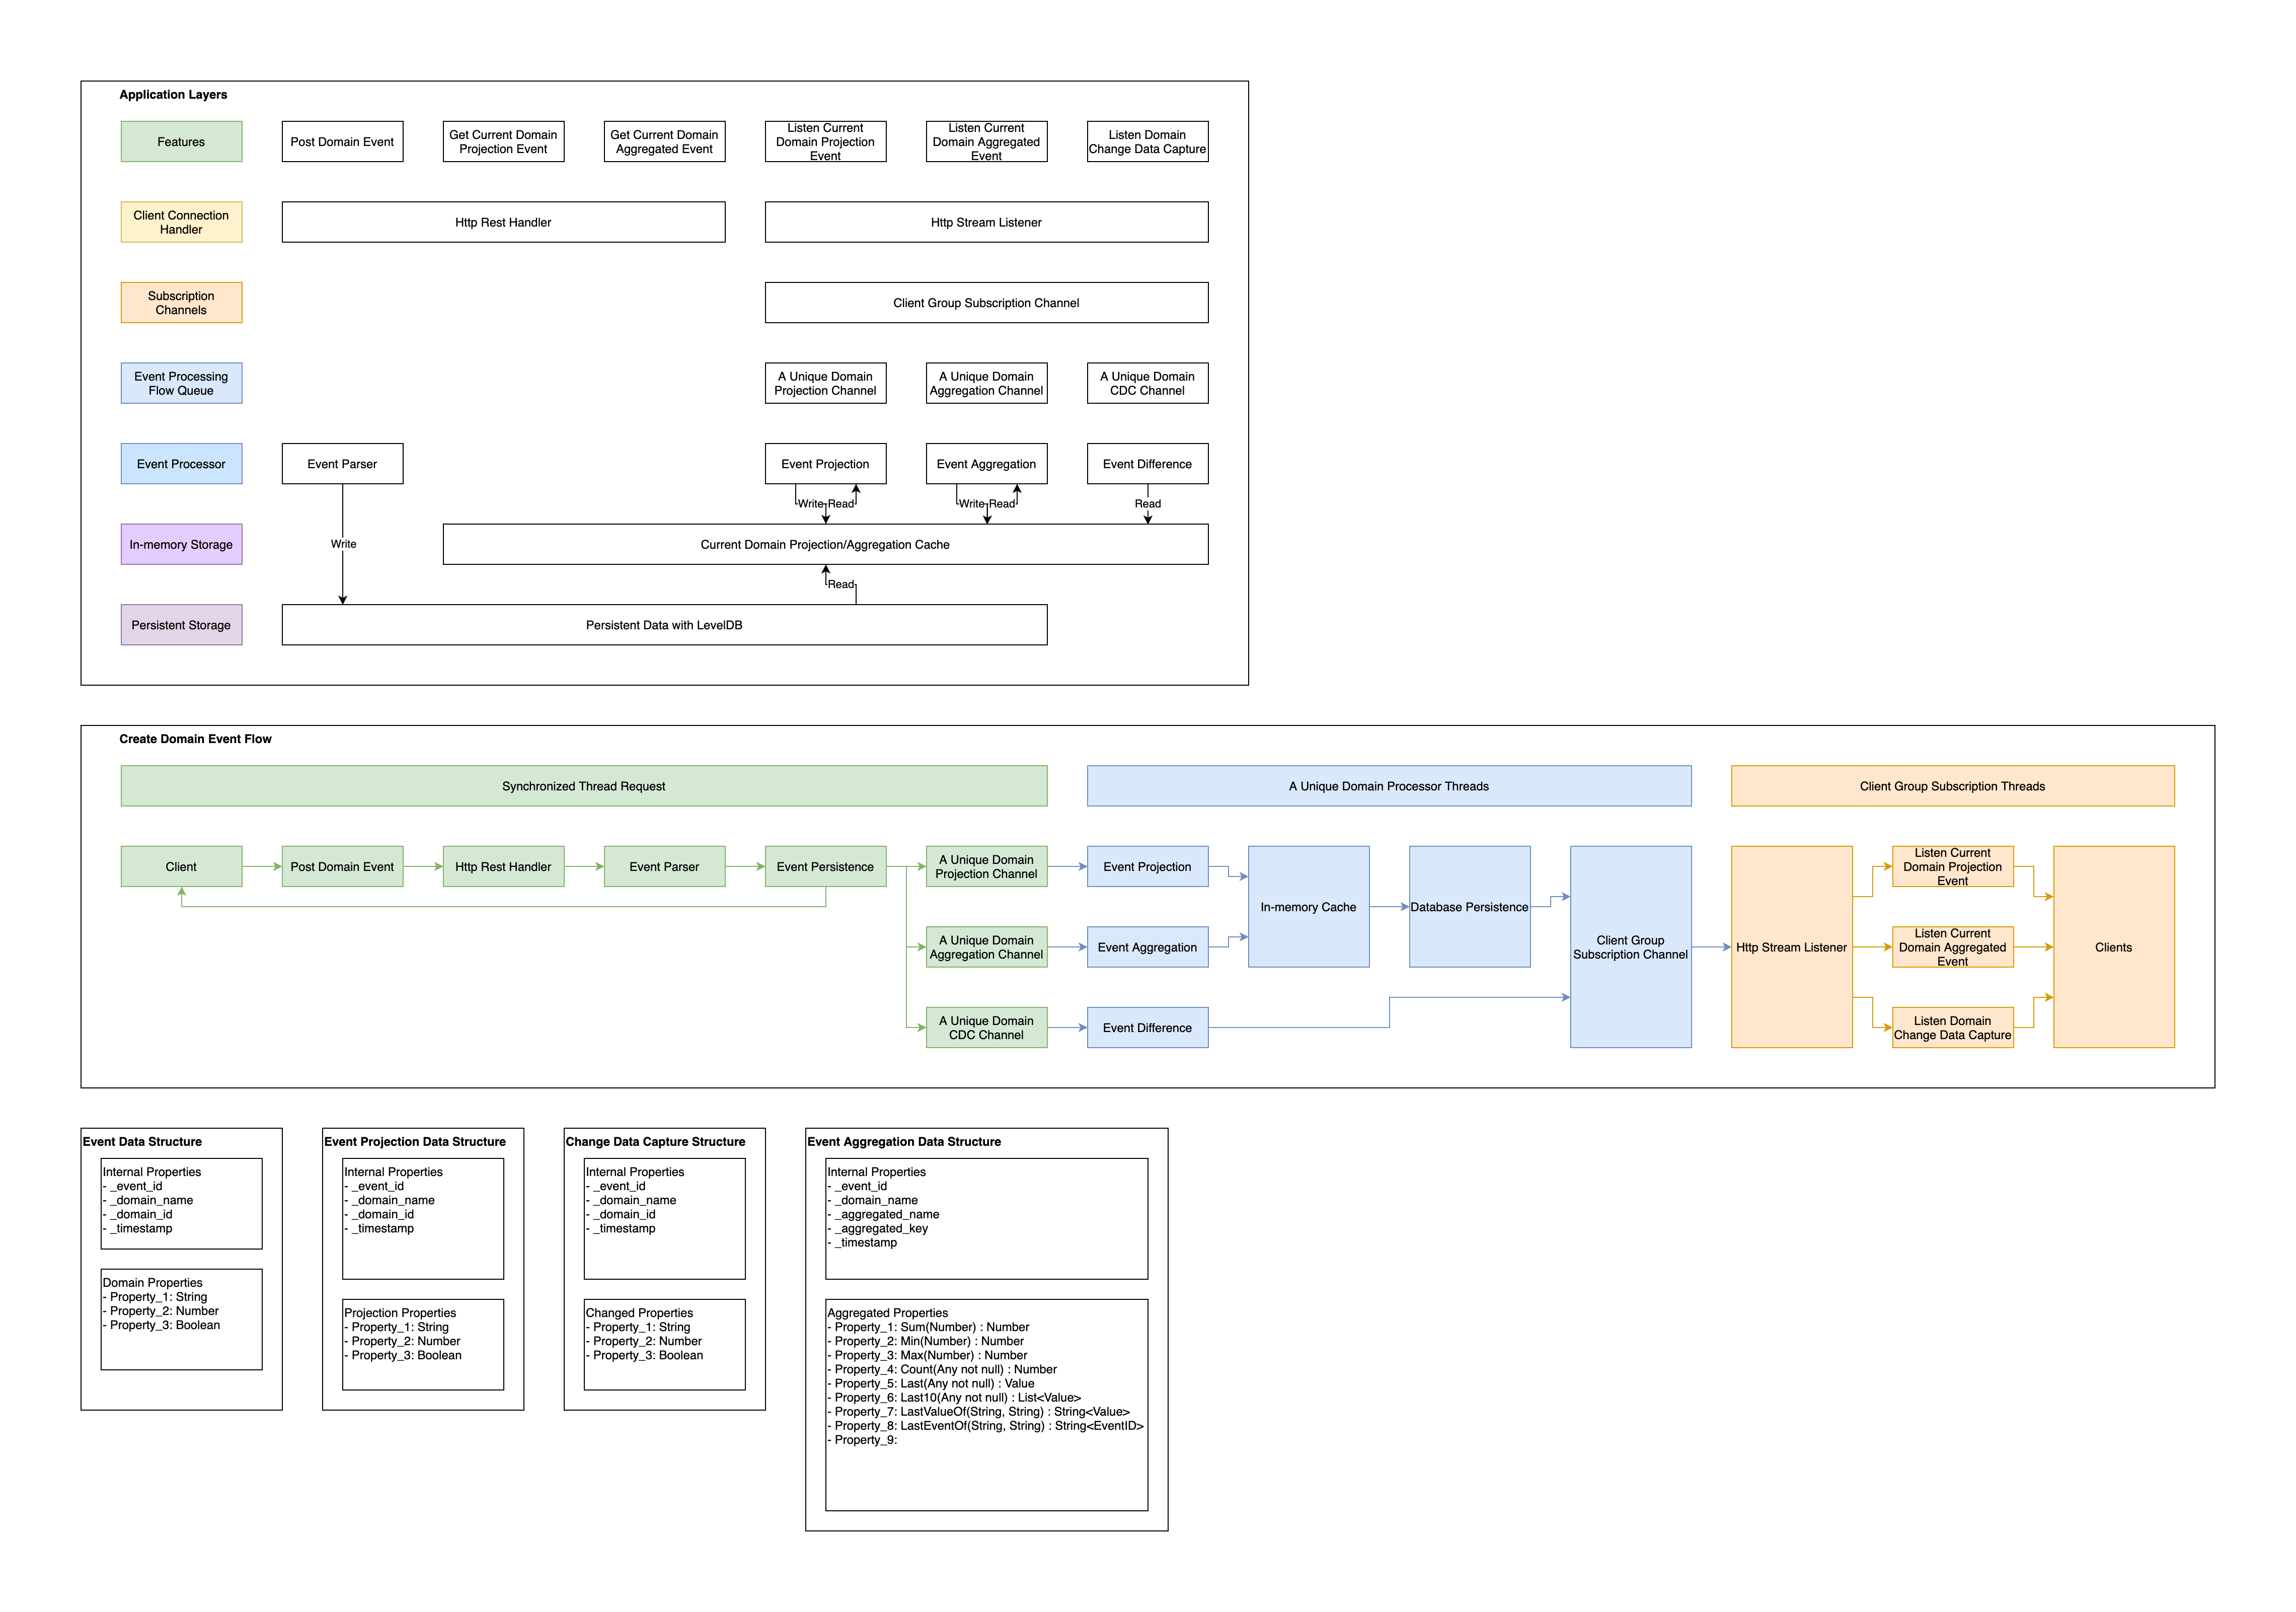 Application Layers
Features
Post Domain Event
Get Current Domain
Projection Event
Get Current Domain
Aggregated Event
Listen Current
Domain Projection
Event
Listen Current
Domain Aggregated
Event
Listen Domain
Change Data Capture
Client Connection
Handler
Http Rest Handler
Http Stream Listener
Subscription
Channels
Client Group Subscription Channel
Event Processing
Flow Queue
A Unique Domain
Projection Channel
A Unique Domain
Aggregation Channel
A Unique Domain
CDC Channel
Event Processor
Event Parser
Event Projection
Event Aggregation
Event Difference
Write
Read
Write
Read
Read
In-memory Storage
Write
Current Domain Projection/Aggregation Cache
Read
Persistent Storage
Persistent Data with LevelDB
Create Domain Event Flow
Synchronized Thread Request
A Unique Domain Processor Threads
Client Group Subscription Threads
Client
Post Domain Event
Http Rest Handler
Event Parser
Event Persistence
A Unique Domain
Projection Channel
Event Projection
A Unique Domain
Aggregation Channel
Event Aggregation
A Unique Domain
CDC Channel
Event Difference
In-memory Cache
Database Persistence
Client Group
Subscription Channel
Http Stream Listener
Listen Current
Domain Projection
Event
Listen Current
Domain Aggregated
Event
Listen Domain
Change Data Capture
Clients
Event Data Structure
Internal Properties
- _event_id
- _domain_name
- _domain_id
- _timestamp
Domain Properties
- Property_1: String
- Property_2: Number
- Property_3: Boolean
Event Projection Data Structure
Internal Properties
- _event_id
- _domain_name
- _domain_id
- _timestamp
Projection Properties
- Property_1: String
- Property_2: Number
- Property_3: Boolean
Change Data Capture Structure
Internal Properties
- _event_id
- _domain_name
- _domain_id
- _timestamp
Changed Properties
- Property_1: String
- Property_2: Number
- Property_3: Boolean
Event Aggregation Data Structure
Internal Properties
- _event_id
- _domain_name
- _aggregated_name
- _aggregated_key
- _timestamp
Aggregated Properties
- Property_1: Sum(Number) : Number
- Property_2: Min(Number) : Number
- Property_3: Max(Number) : Number
- Property_4: Count(Any not null) : Number
- Property_5: Last(Any not null) : Value
- Property_6: Last10(Any not null) : List<Value>
- Property_7: LastValueOf(String, String) : String<Value>
- Property_8: LastEventOf(String, String) : String<EventID>
- Property_9: